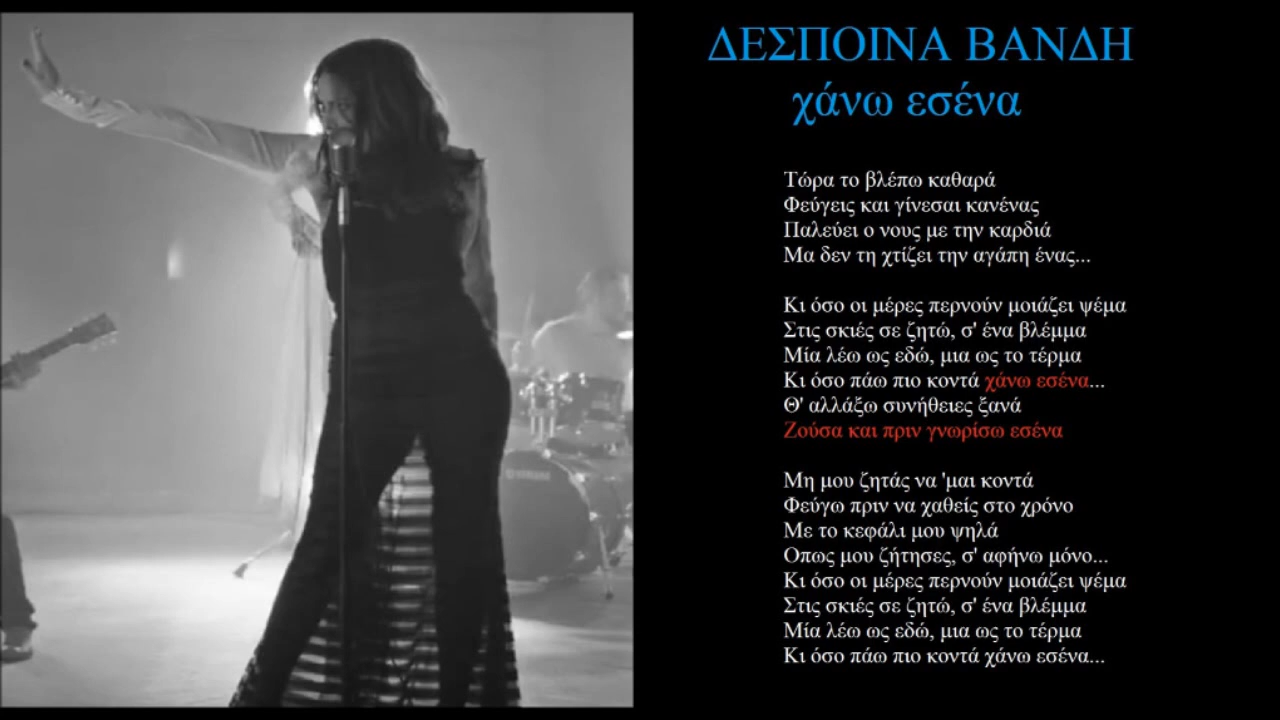 ΔΕΣΠΟΙΝΑ ΒΑΝΔΗ
χάνω εσένα
Τώρα το βλέπω καθαρά
Φεύγεις και γίνεσαι κανένας
Παλεύει ο νους με την καρδιά
Μα δεν τη χτίζει την αγάπη ένας...
Κι όσο οι μέρες περνούν μοιάζει ψέμα
Στις σκιές σε ζητώ, σ' ένα βλέμμα
Μία λέω ως εδώ, μια ως το τέρμα
Κι όσο πάω πιο κοντά χάνω εσένα...
Θ' αλλάξω συνήθειες ξανά
Ζούσα και πριν γνωρίσω εσένα
Μη μου ζητάς να 'μαι κοντά
Φεύγω πριν να χαθείς στο χρόνο
Με το κεφάλι μου ψηλά
Οπως μου ζήτησες, σ' αφήνω μόνο...
Κι όσο οι μέρες περνούν μοιάζει ψέμα
Στις σκιές σε ζητώ, σ' ένα βλέμμα
Μία λέω ως εδώ, μια ως το τέρμα
Κι όσο πάω πιο κοντά χάνω εσένα...